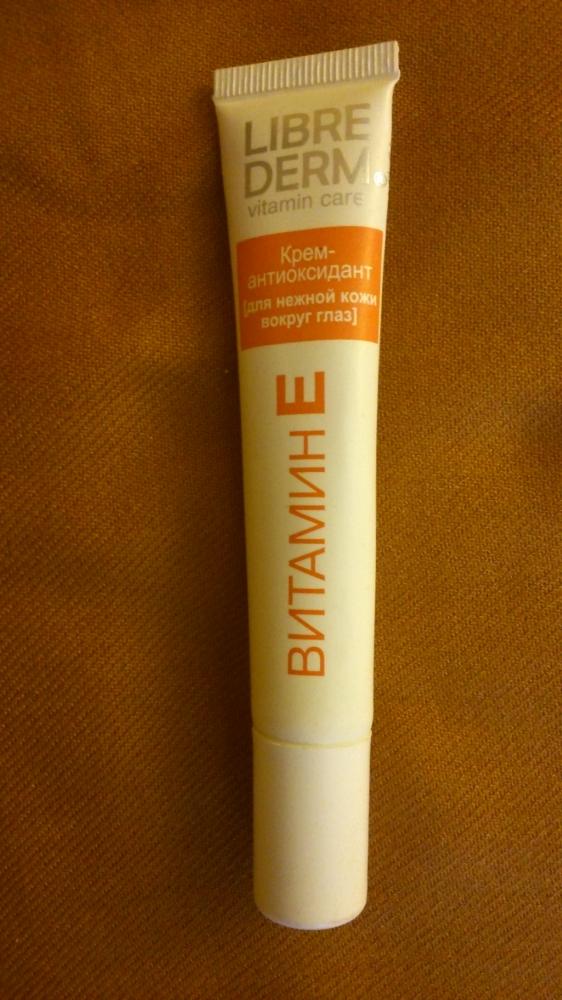 LIBRE
DERM
vitamin care
Крем-
антиоксидант
[для нежной кожи
вокруг глаз]
ВИТАМИН E